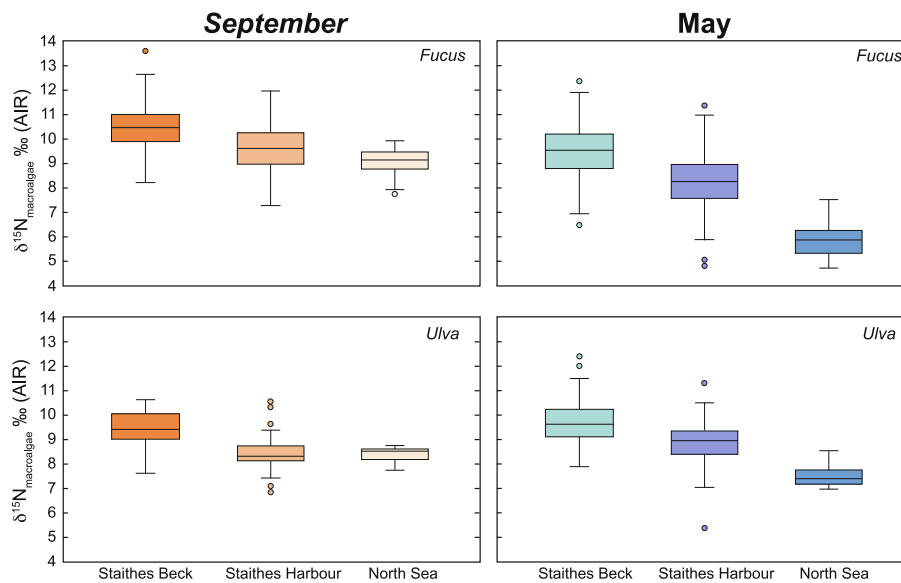 September
May
14
13
12
11
10
9
8
7
6
5
4
δ15Nmacroalgae ‰ (AIR)
Fucus
Fucus
14
13
12
11
10
9
8
7
6
5
4
δ15Nmacroalgae ‰ (AIR)
Ulva
Ulva
Staithes Beck Staithes Harbour North Sea
Staithes Beck Staithes Harbour North Sea